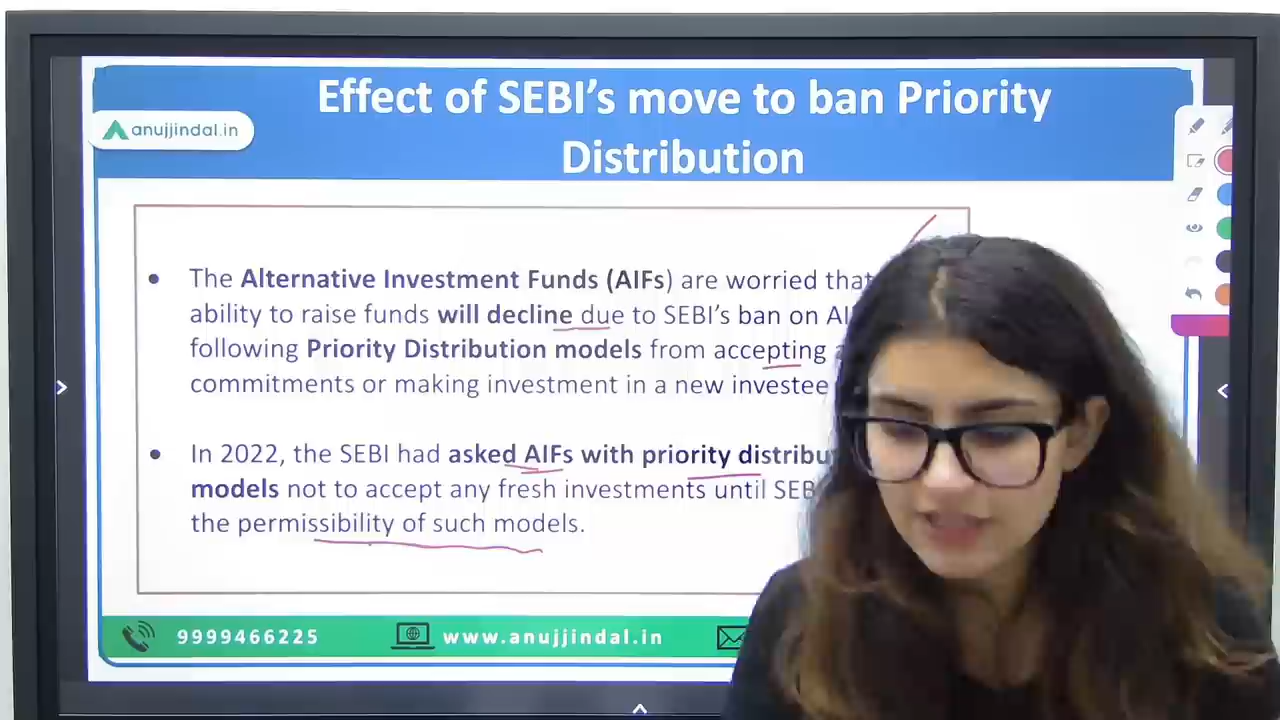 Effect of SEBI’s move to ban Priority
Distribution
anujjindal.in
• The Alternative Investment Funds (AIFs) are worried that
ability to raise funds will decline due to SEBI’s ban on
following Priority Distribution models from accepting
commitments or making investment in a new investee
• In 2022, the SEBI had asked AIFs with priority
models not to accept any fresh investments until
the permissibility of such models.
9999466225 www.anujjindal.in